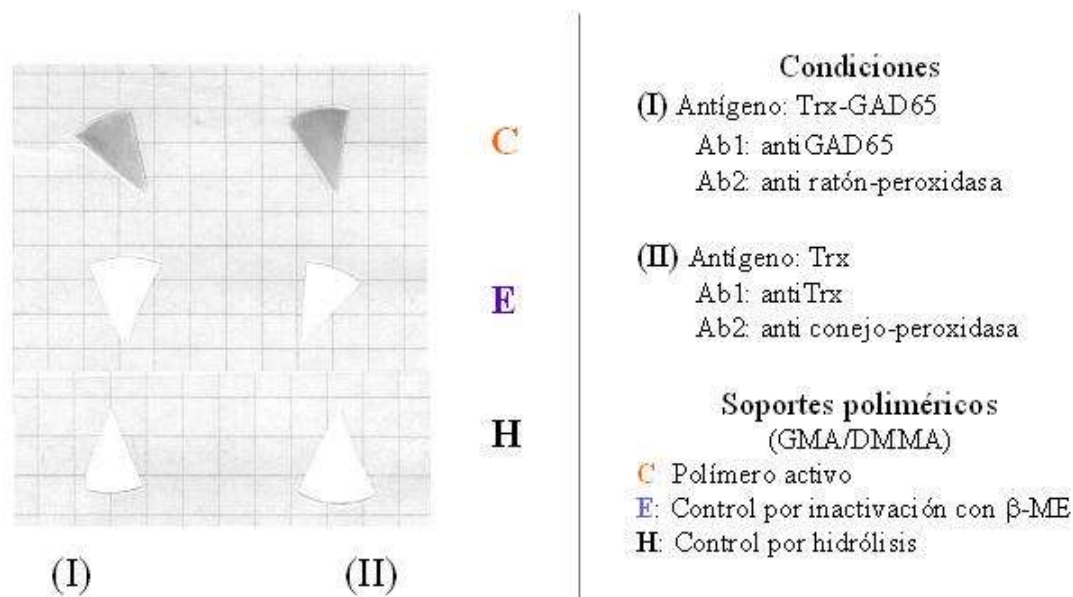 C
E
H
(I)
(II)
Condiciones
(I) Antígeno: Trx-GAD65
Ab1: antiGAD65
Ab2: anti ratón-peroxidasa
(II) Antígeno: Trx
Ab1: antiTrx
Ab2: anti conejo-peroxidasa
Soportes poliméricos
(GMA/DMMA)
C Polímero activo
E: Control por inactivación con β-ME
H: Control por hidrólisis